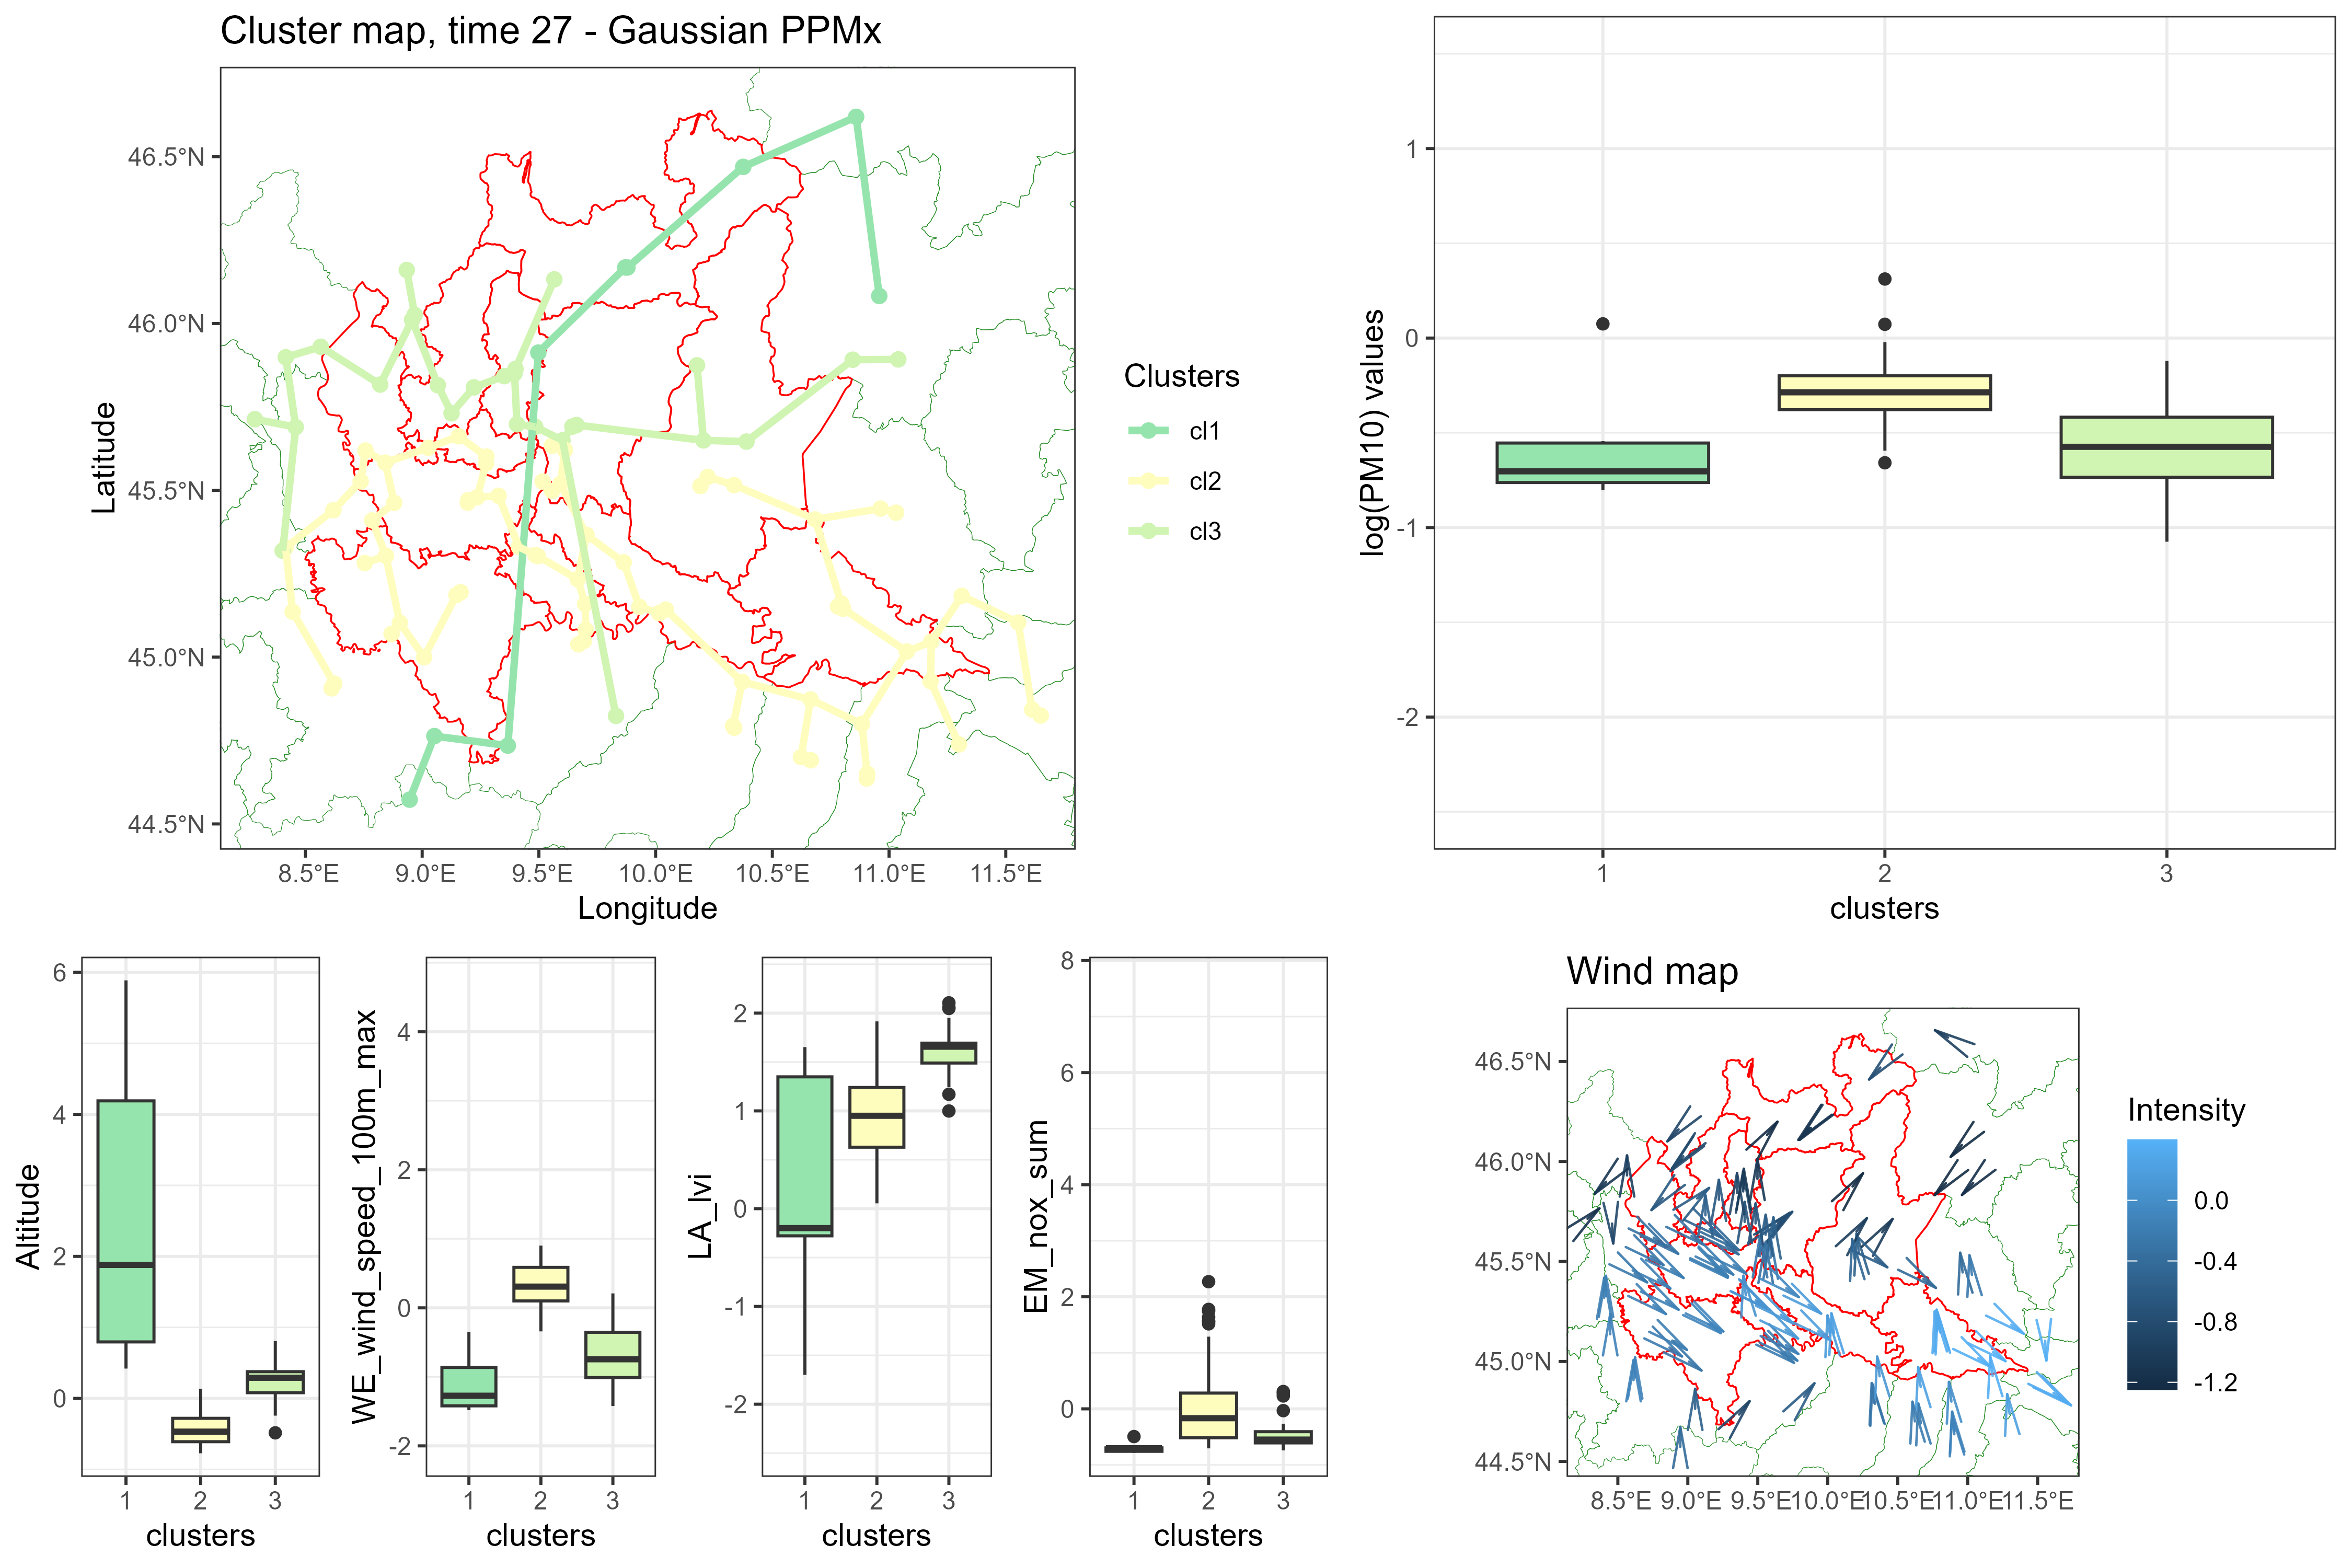 Cluster map, time 27 - Gaussian PPMx
46.5°N
46.0°N
45.5°N
45.0°N
44.5°N
Latitude
8.5°E 9.0°E 9.5°E 10.0°E 10.5°E 11.0°E 11.5°E
Longitude
Clusters
cl1
cl2
cl3
log(PM10) values
1
0
-1
-2
1 2 3
clusters
Altitude
6
4
2
0
1 2 3
clusters
WE_wind_speed_100m_max
4
2
0
-2
1 2 3
clusters
LA_lvi
2
1
0
-1
-2
1 2 3
clusters
EM_nox_sum
8
6
4
2
0
1 2 3
clusters
Wind map
46.5°N
46.0°N
45.5°N
45.0°N
44.5°N
8.5°E 9.0°E 9.5°E 10.0°E 10.5°E 11.0°E 11.5°E
Intensity
0.0
-0.4
-0.8
-1.2